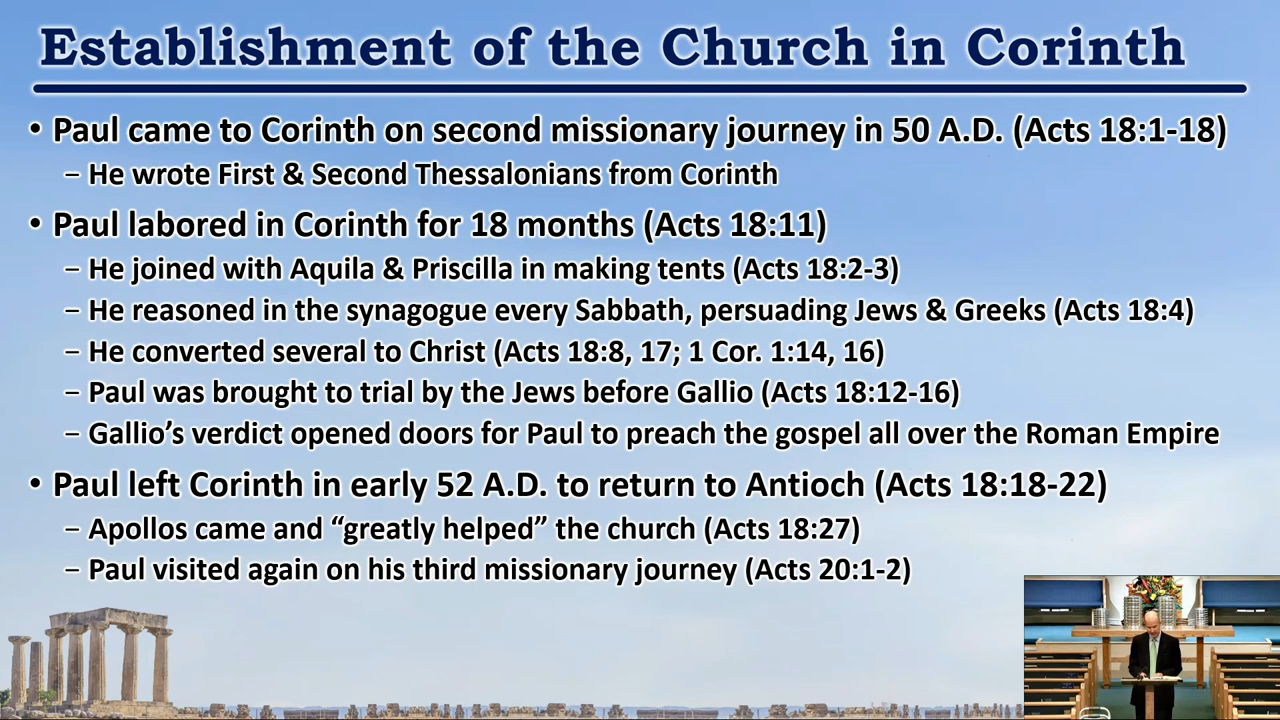 Establishment of the Church in Corinth
• Paul came to Corinth on second missionary journey in 50 A.D. (Acts 18:1-18)
– He wrote First & Second Thessalonians from Corinth
• Paul labored in Corinth for 18 months (Acts 18:11)
– He joined with Aquila & Priscilla in making tents (Acts 18:2-3)
– He reasoned in the synagogue every Sabbath, persuading Jews & Greeks (Acts 18:4)
– He converted several to Christ (Acts 18:8, 17; 1 Cor. 1:14, 16)
– Paul was brought to trial by the Jews before Gallio (Acts 18:12-16)
– Gallio’s verdict opened doors for Paul to preach the gospel all over the Roman Empire
• Paul left Corinth in early 52 A.D. to return to Antioch (Acts 18:18-22)
– Apollos came and “greatly helped” the church (Acts 18:27)
– Paul visited again on his third missionary journey (Acts 20:1-2)